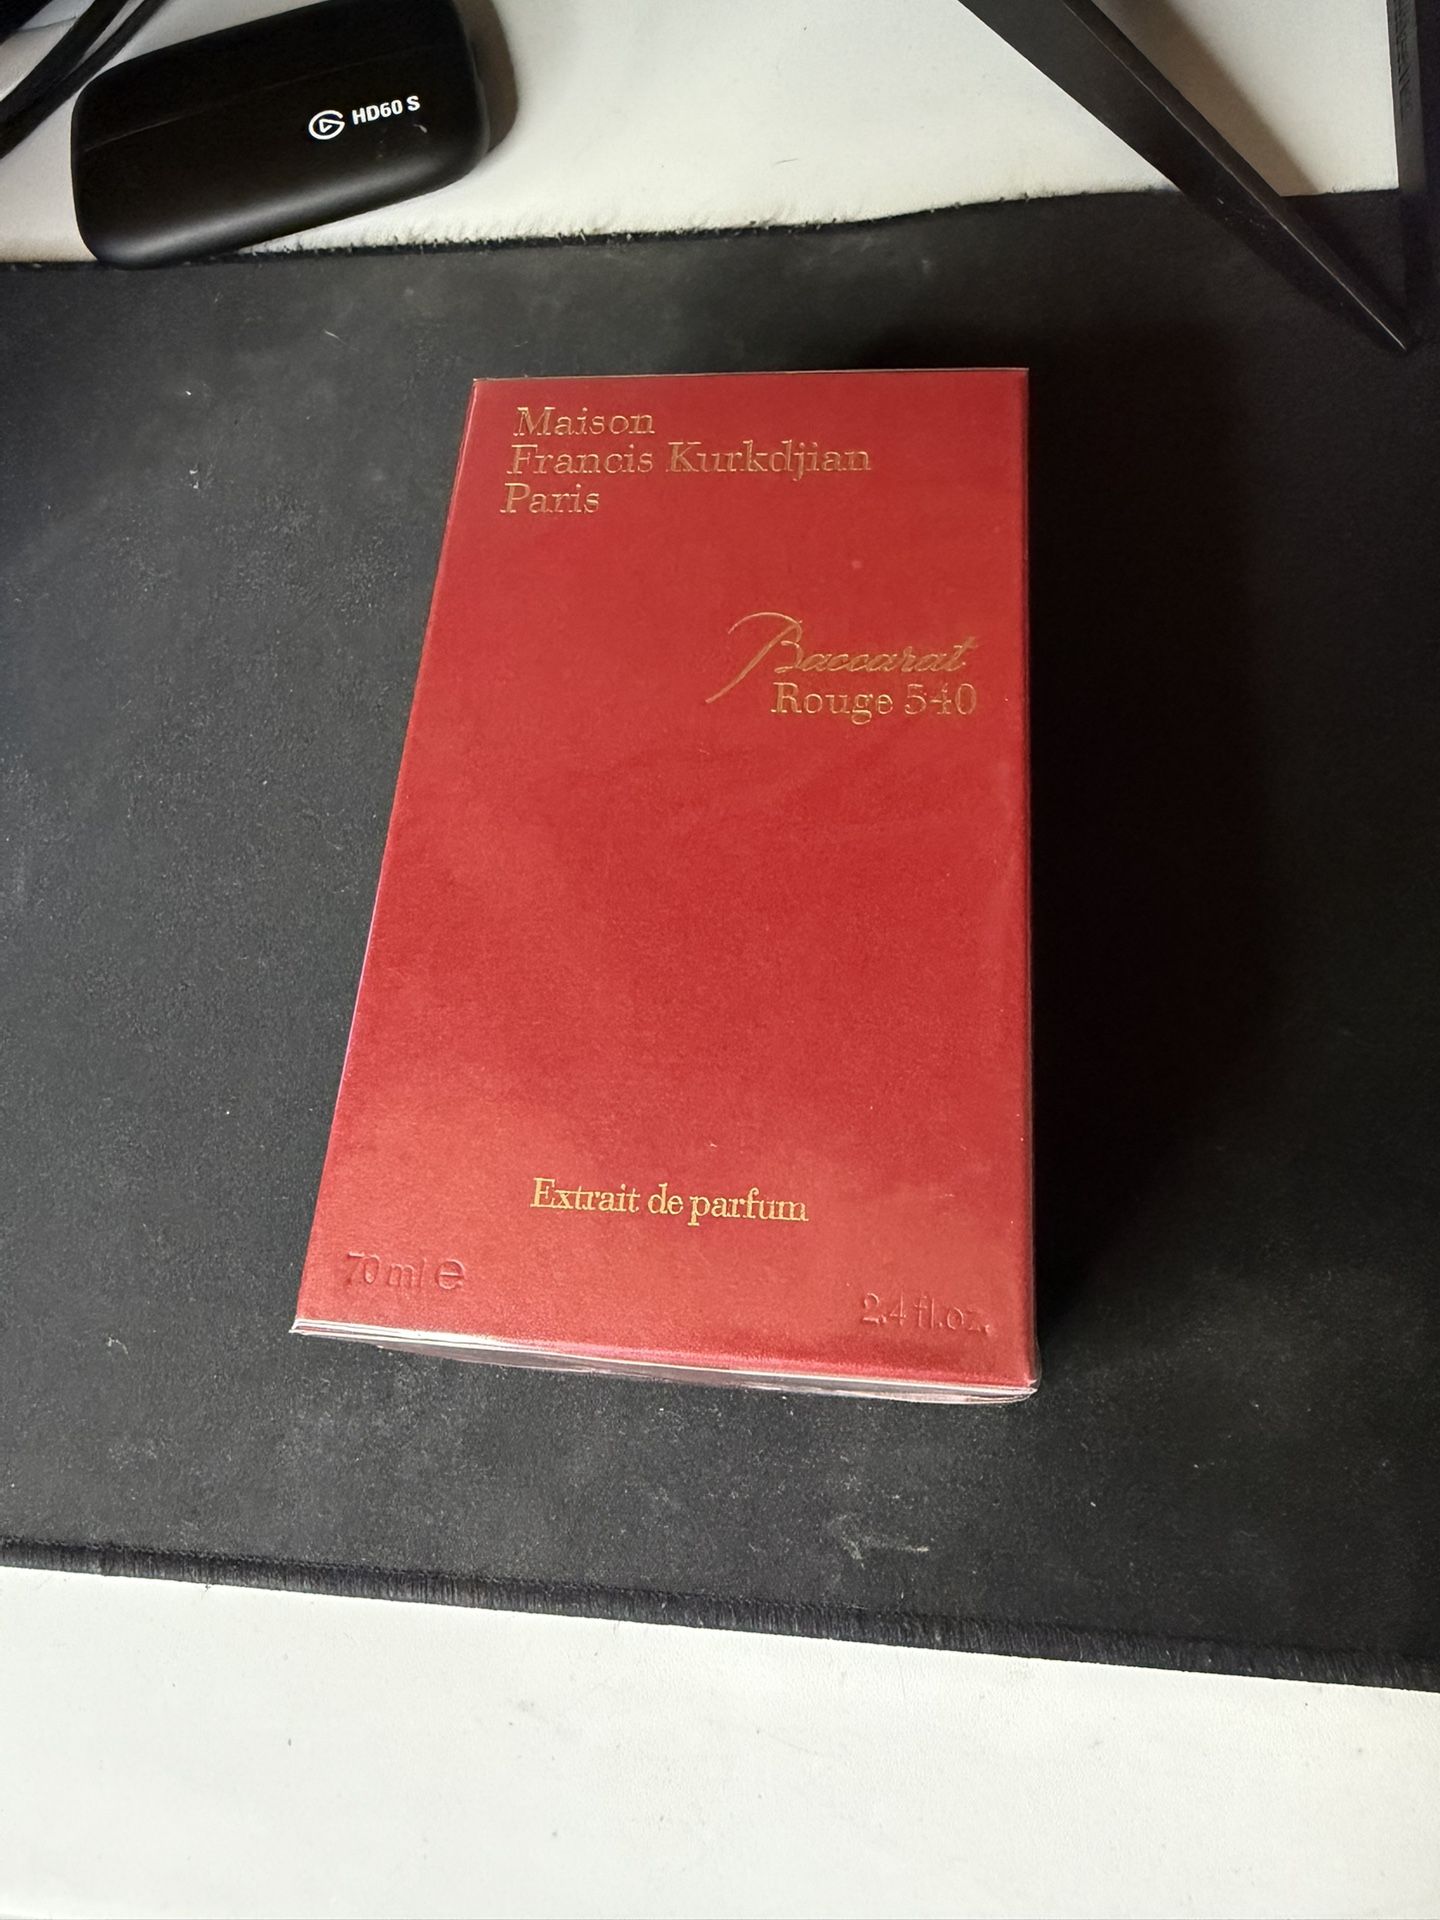 HD60 S
Maison
Francis Kurkdjian
Paris
Baccarat
Rouge 540
Extrait de parfum
70 ml e
2.4 fl.oz.